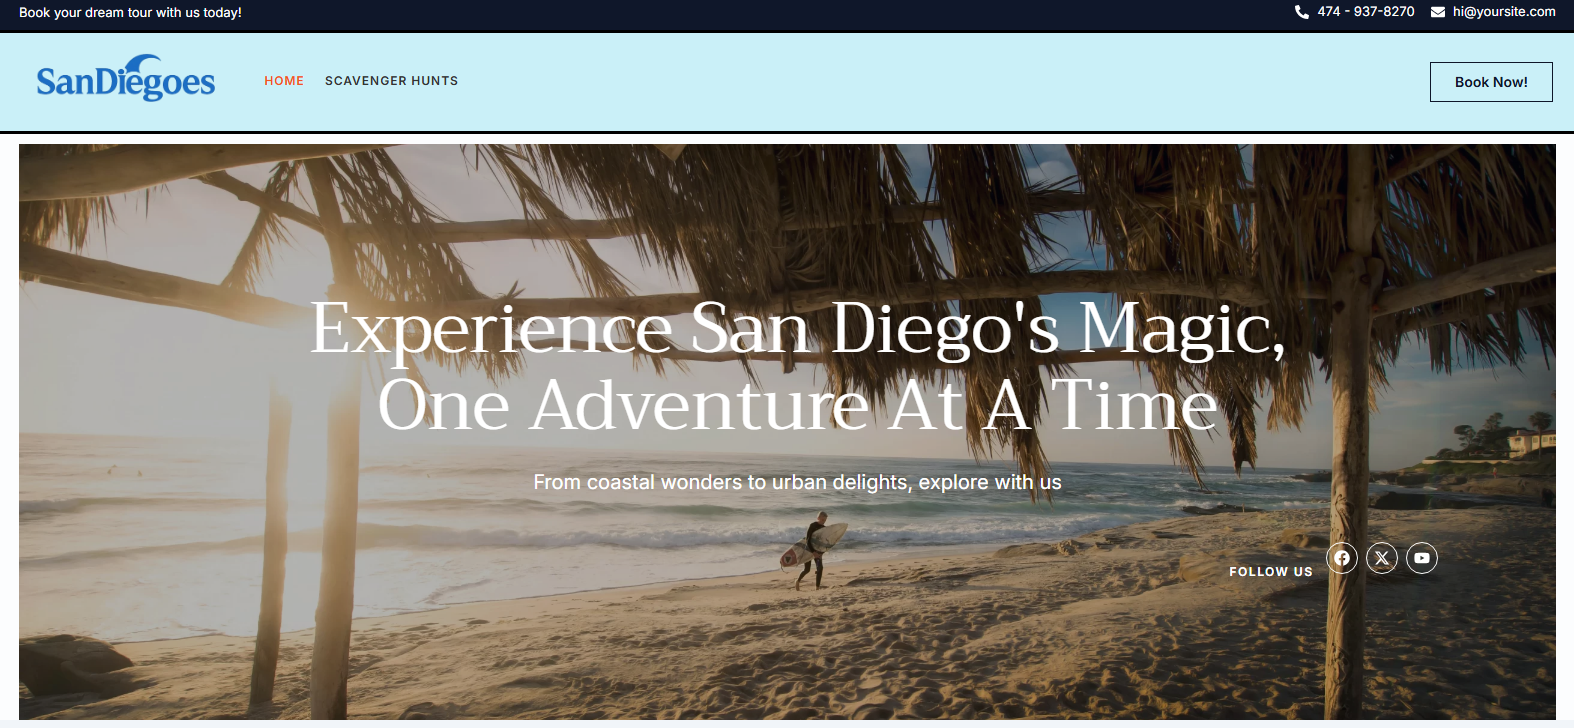 Book your dream tour with us today!
474 - 937-8270
hi@yoursite.com
SanDiegoes
HOME
SCAVENGER HUNTS
Book Now!
Experience San Diego's Magic,
One Adventure At A Time
From coastal wonders to urban delights, explore with us
FOLLOW US